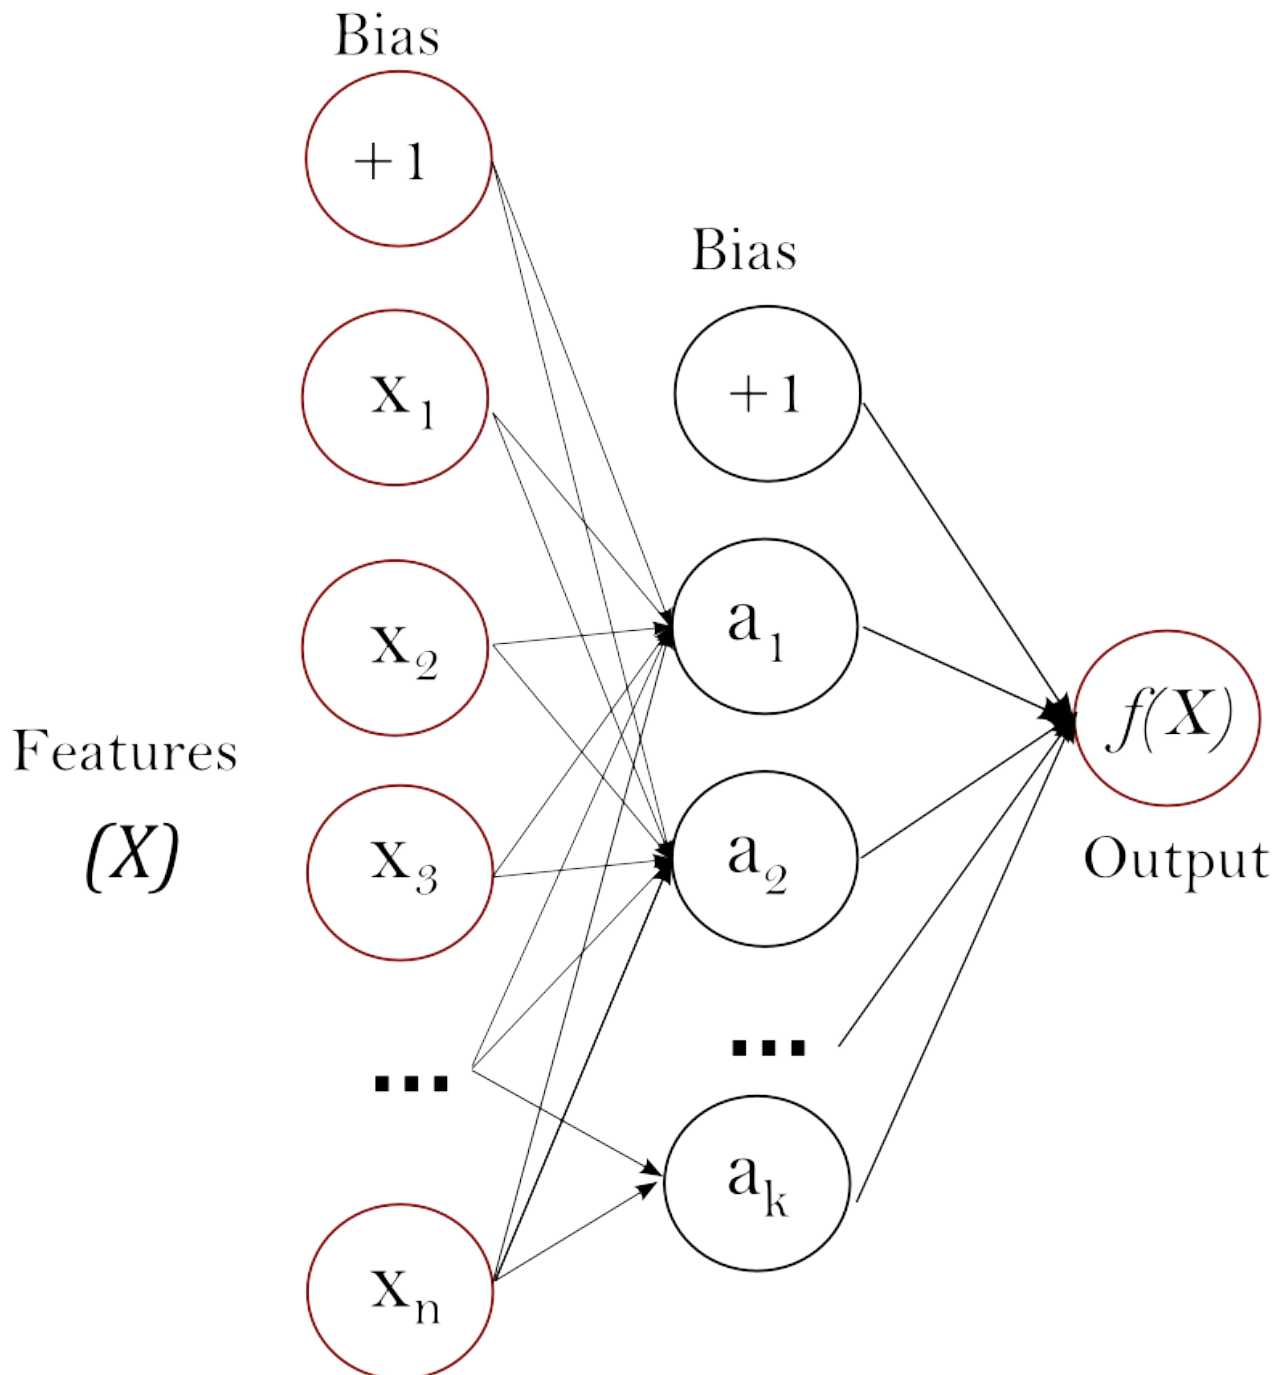 Bias
+1
x₁
x₂
x₃
...
xₙ
Features
(X)
Bias
+1
a₁
a₂
...
aₖ
f(X)
Output